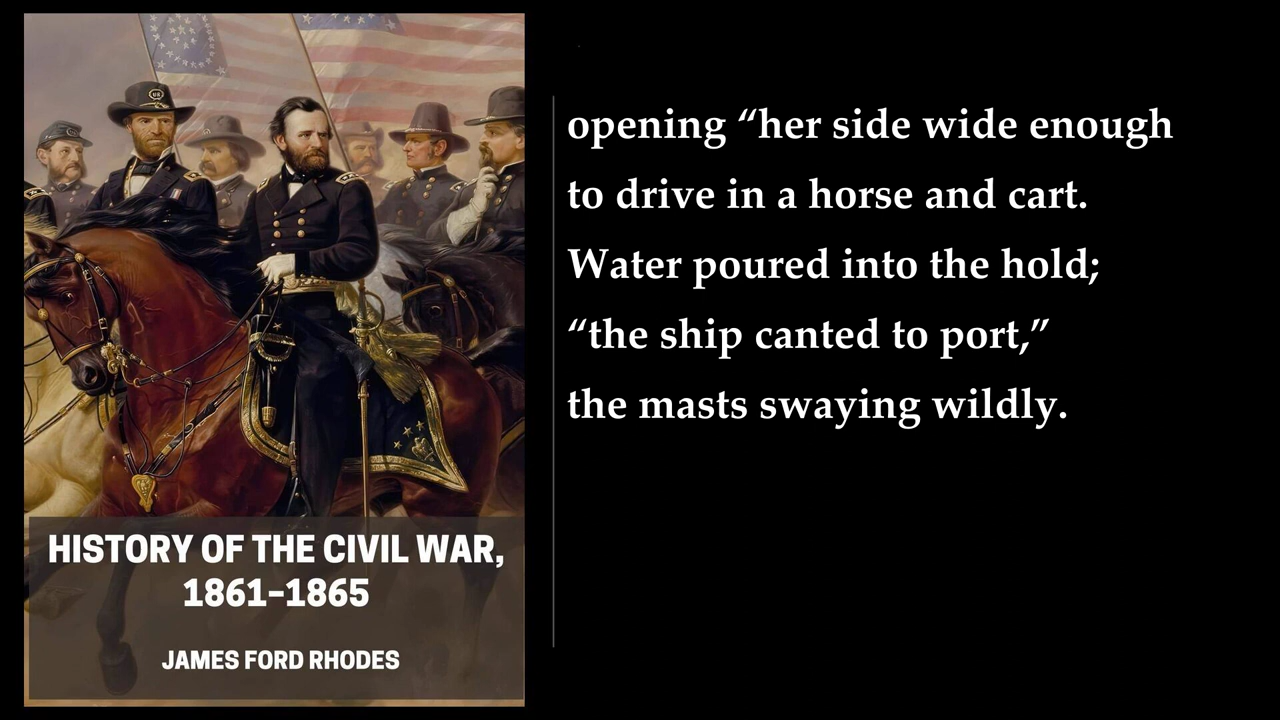 opening “her side wide enough
to drive in a horse and cart.
Water poured into the hold;
“the ship canted to port,”
the masts swaying wildly.
HISTORY OF THE CIVIL WAR,
1861–1865
JAMES FORD RHODES